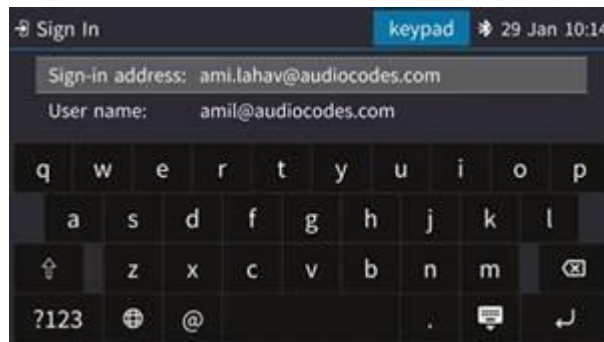 Sign In keypad 29 Jan 10:14
Sign-in address: ami.lahav@audiocodes.com
User name: amil@audiocodes.com
q w e r t y u i o p
a s d f g h j k l
z x c v b n m
?123 @ .